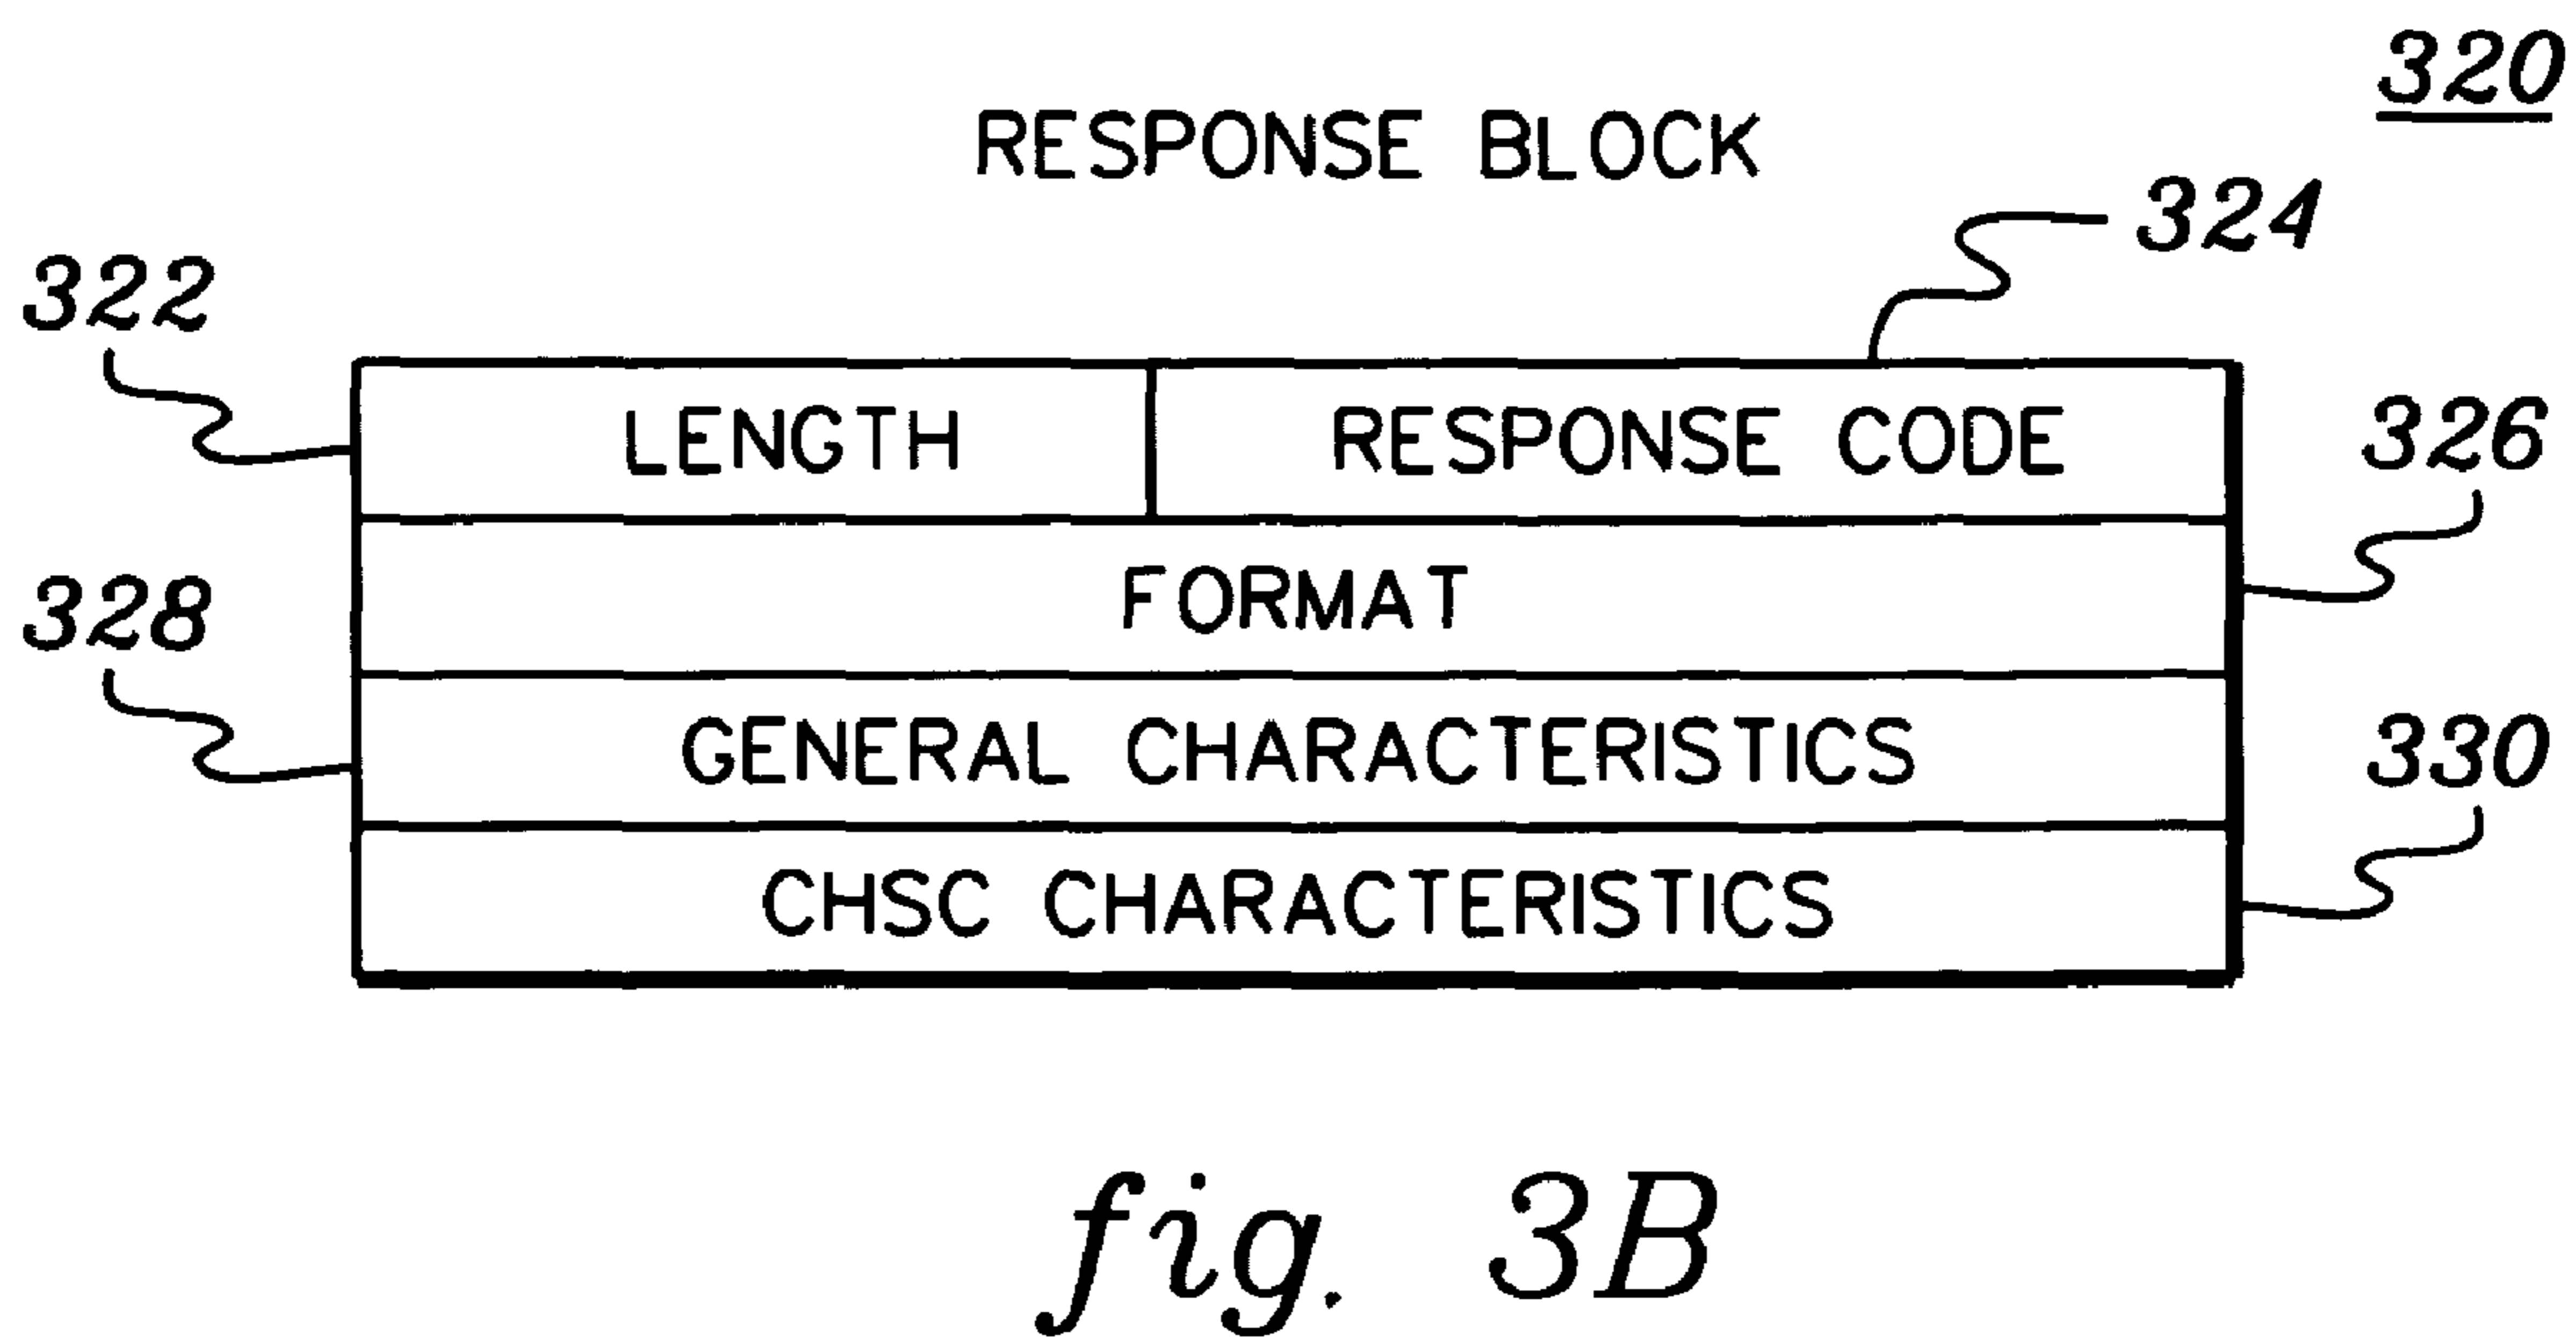 320
RESPONSE BLOCK
324
322
LENGTH RESPONSE CODE
326
FORMAT
328
GENERAL CHARACTERISTICS
330
CHSC CHARACTERISTICS
fig. 3B